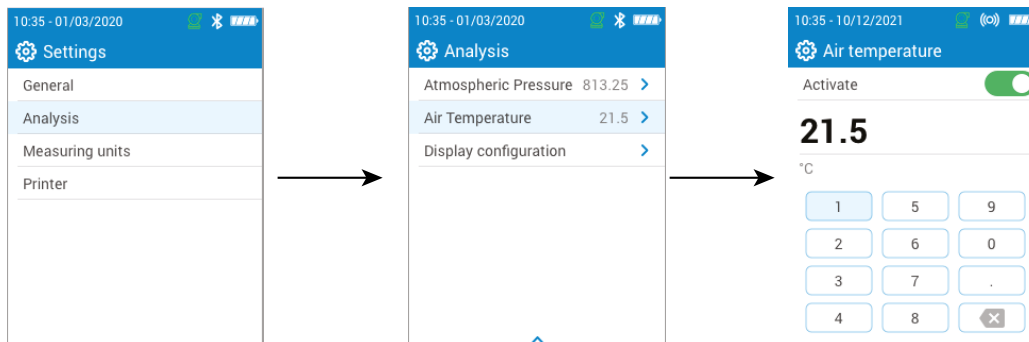 10:35 - 01/03/2020
Settings
General
Analysis
Measuring units
Printer
10:35 - 01/03/2020
Analysis
Atmospheric Pressure 813.25
Air Temperature 21.5
Display configuration
10:35 - 10/12/2021
Air temperature
Activate
21.5
°C
1 5 9
2 6 0
3 7 .
4 8